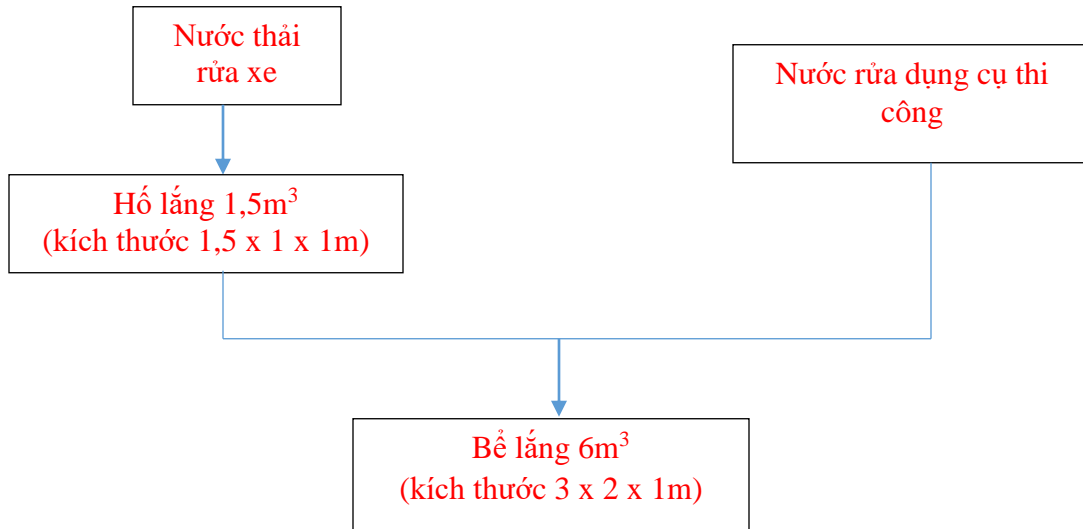 Nước thải
rửa xe
Nước rửa dụng cụ thi
công
Hố lắng 1,5m³
(kích thước 1,5 x 1 x 1m)
Bể lắng 6m³
(kích thước 3 x 2 x 1m)